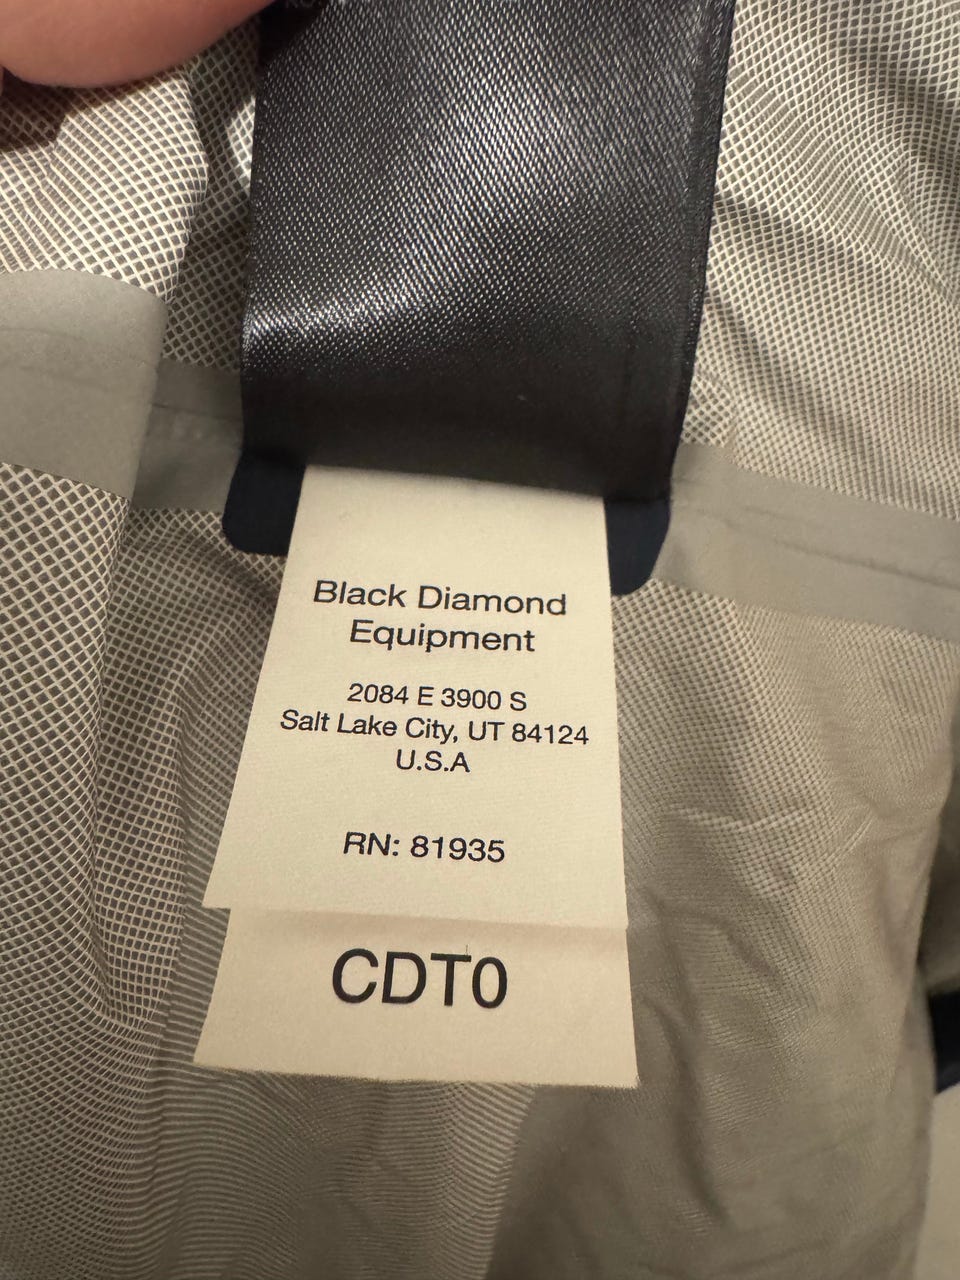 Black Diamond
Equipment
2084 E 3900 S
Salt Lake City, UT 84124
U.S.A
RN: 81935
CDT0